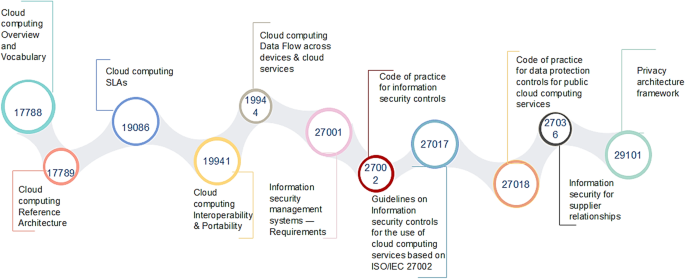 Cloud
computing
Overview
and
Vocabulary
17788
17789
Cloud
computing
Reference
Architecture
Cloud computing
SLAs
19086
19941
Cloud
computing
Interoperability
& Portability
Cloud computing
Data Flow across
devices & cloud
services
1994
4
27001
Information
security
management
systems —
Requirements
Code of practice
for information
security controls
2700
2
27017
Guidelines on
Information
security controls
for the use of
cloud computing
services based on
ISO/IEC 27002
Code of practice
for data protection
controls for public
cloud computing
services
27018
2703
6
Information
security for
supplier
relationships
Privacy
architecture
framework
29101